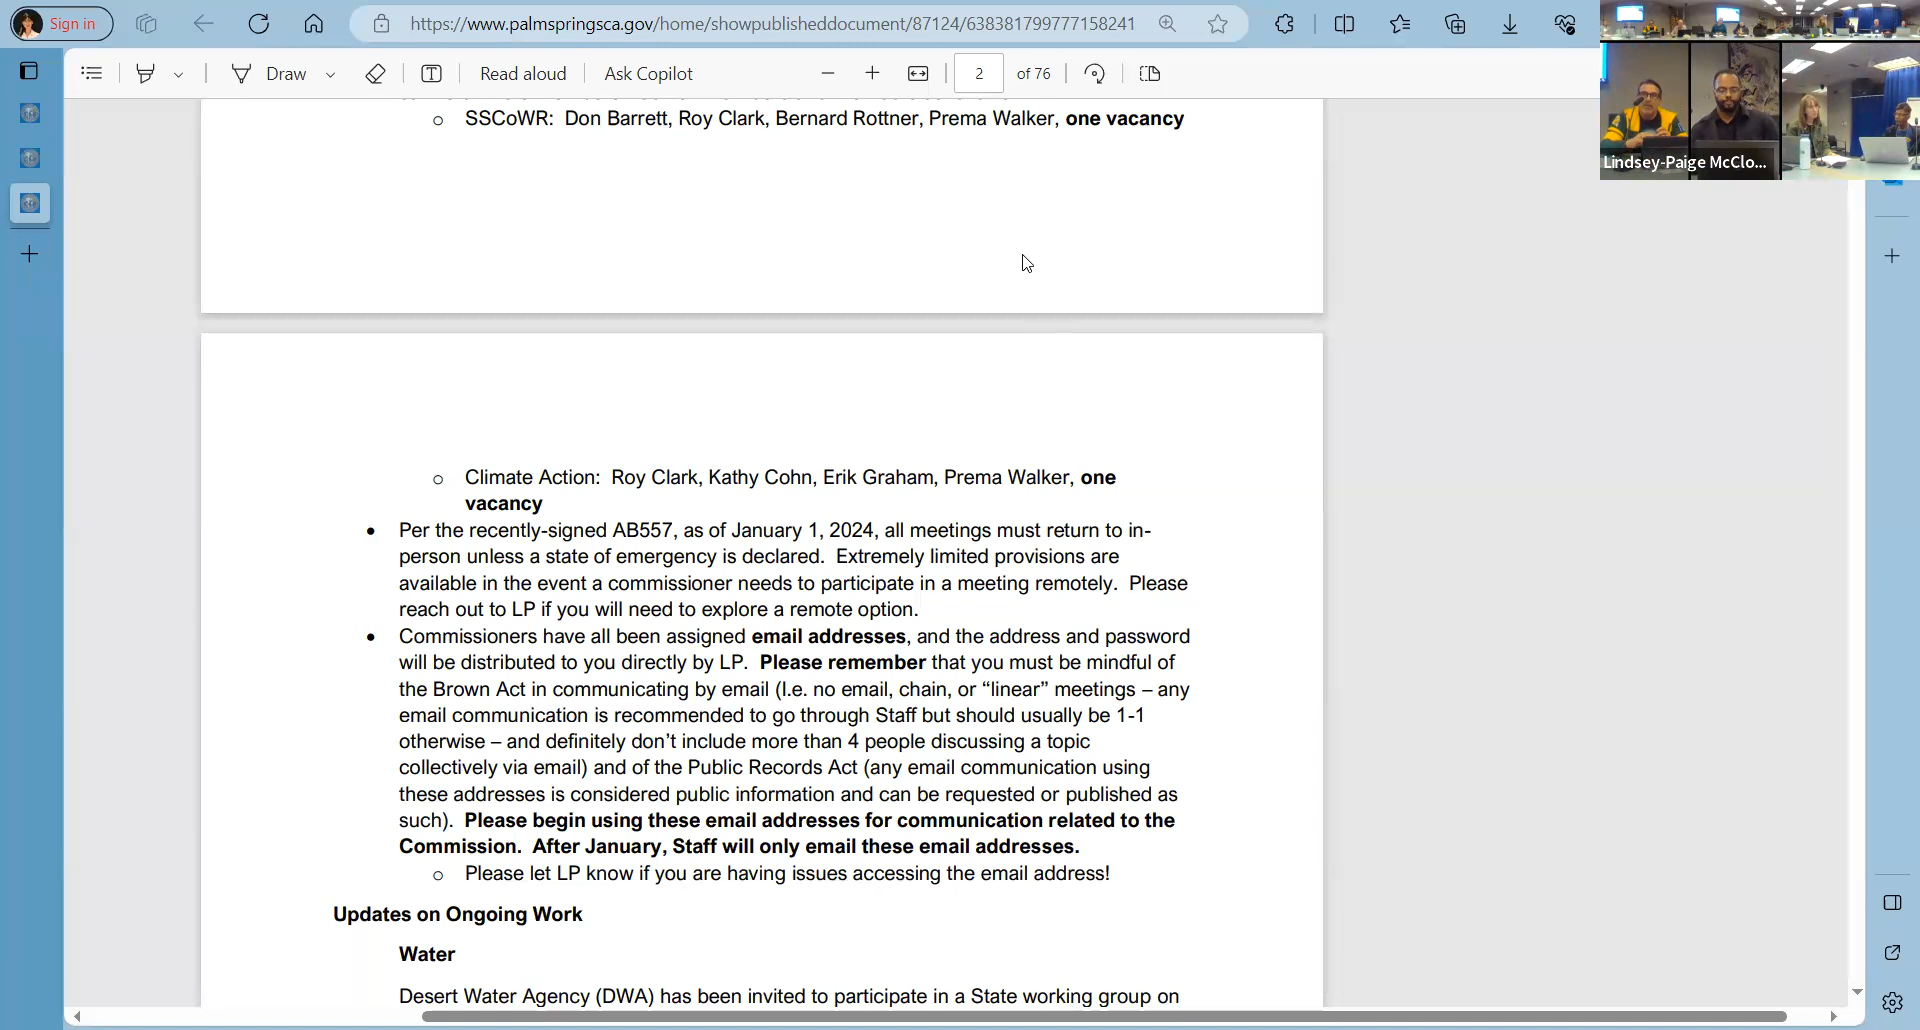 Sign in
https://www.palmspringsca.gov/home/showpublisheddocument/87124/638381799777158241
Draw
Read aloud
Ask Copilot
2 of 76
Lindsey-Paige McClo...
o SSCoWR: Don Barrett, Roy Clark, Bernard Rottner, Prema Walker, one vacancy
o Climate Action: Roy Clark, Kathy Cohn, Erik Graham, Prema Walker, one
vacancy
• Per the recently-signed AB557, as of January 1, 2024, all meetings must return to in-
person unless a state of emergency is declared. Extremely limited provisions are
available in the event a commissioner needs to participate in a meeting remotely. Please
reach out to LP if you will need to explore a remote option.
• Commissioners have all been assigned email addresses, and the address and password
will be distributed to you directly by LP. Please remember that you must be mindful of
the Brown Act in communicating by email (I.e. no email, chain, or “linear” meetings – any
email communication is recommended to go through Staff but should usually be 1-1
otherwise – and definitely don’t include more than 4 people discussing a topic
collectively via email) and of the Public Records Act (any email communication using
these addresses is considered public information and can be requested or published as
such). Please begin using these email addresses for communication related to the
Commission. After January, Staff will only email these email addresses.
o Please let LP know if you are having issues accessing the email address!
Updates on Ongoing Work
Water
Desert Water Agency (DWA) has been invited to participate in a State working group on